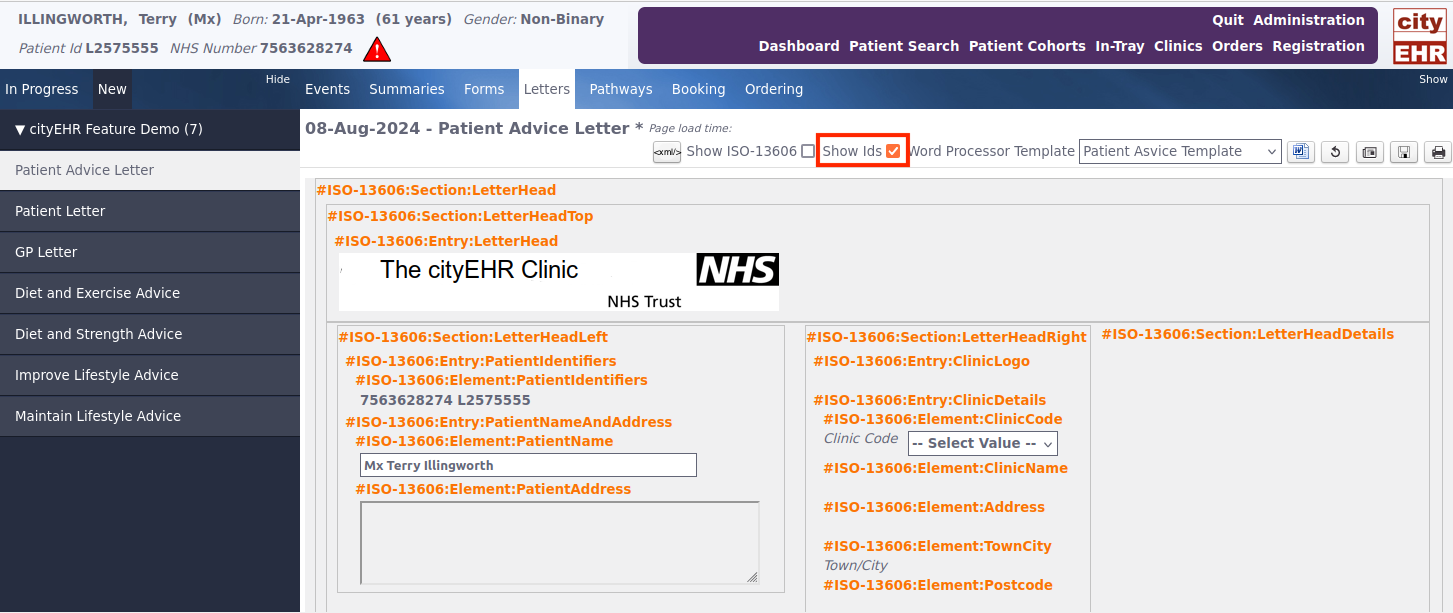 ILLINGWORTH, Terry (Mx) Born: 21-Apr-1963 (61 years) Gender: Non-Binary
Patient Id L2575555 NHS Number 7563628274
Quit Administration
Dashboard Patient Search Patient Cohorts In-Tray Clinics Orders Registration
city
EHR
In Progress New Hide
Events Summaries Forms Letters Pathways Booking Ordering Show
▼ cityEHR Feature Demo (7)
Patient Advice Letter
Patient Letter
GP Letter
Diet and Exercise Advice
Diet and Strength Advice
Improve Lifestyle Advice
Maintain Lifestyle Advice
08-Aug-2024 - Patient Advice Letter * Page load time:
<xml/> Show ISO-13606 Show Ids Word Processor Template Patient Asvice Template
#ISO-13606:Section:LetterHead
#ISO-13606:Section:LetterHeadTop
#ISO-13606:Entry:LetterHead
The cityEHR Clinic NHS
NHS Trust
#ISO-13606:Section:LetterHeadLeft
#ISO-13606:Entry:PatientIdentifiers
#ISO-13606:Element:PatientIdentifiers
7563628274 L2575555
#ISO-13606:Entry:PatientNameAndAddress
#ISO-13606:Element:PatientName
Mx Terry Illingworth
#ISO-13606:Element:PatientAddress
#ISO-13606:Section:LetterHeadRight
#ISO-13606:Entry:ClinicLogo
#ISO-13606:Entry:ClinicDetails
#ISO-13606:Element:ClinicCode
Clinic Code -- Select Value --
#ISO-13606:Element:ClinicName
#ISO-13606:Element:Address
#ISO-13606:Element:TownCity
Town/City
#ISO-13606:Element:Postcode
#ISO-13606:Section:LetterHeadDetails